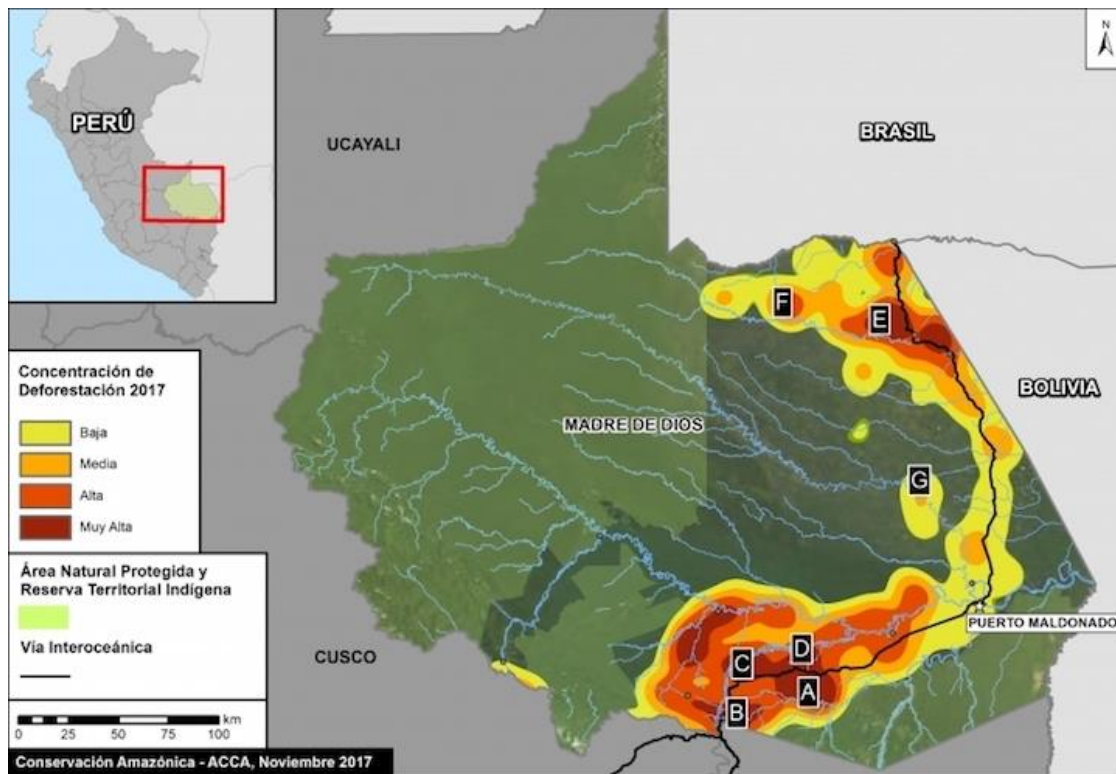 PERÚ
UCAYALI
BRASIL
N
F
E
BOLIVIA
MADRE DE DIOS
G
PUERTO MALDONADO
CUSCO
C
D
A
B
Concentración de
Deforestación 2017
Baja
Media
Alta
Muy Alta
Área Natural Protegida y
Reserva Territorial Indígena
Vía Interoceánica
0 25 50 75 100 km
Conservación Amazónica - ACCA, Noviembre 2017